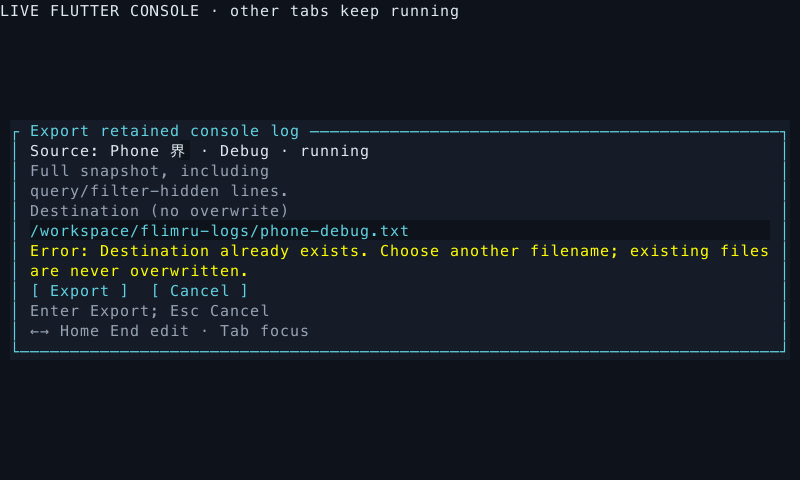 LIVE FLUTTER CONSOLE · other tabs keep running
Export retained console log
Source: Phone 界 · Debug · running
Full snapshot, including
query/filter-hidden lines.
Destination (no overwrite)
/workspace/flimru-logs/phone-debug.txt
Error: Destination already exists. Choose another filename; existing files
are never overwritten.
[ Export ]  [ Cancel ]
Enter Export; Esc Cancel
←→ Home End edit · Tab focus